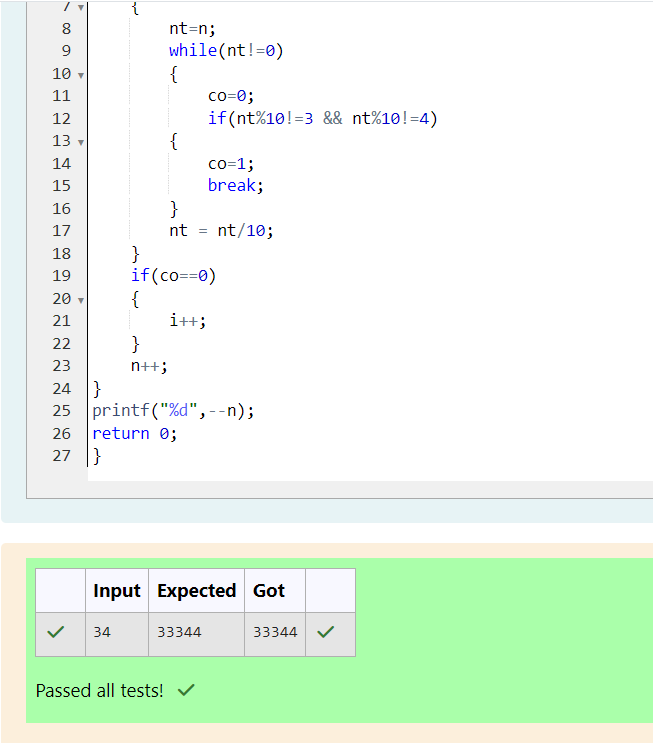 7 {
8 nt=n;
9 while(nt!=0)
10 {
11 co=0;
12 if(nt%10!=3 && nt%10!=4)
13 {
14 co=1;
15 break;
16 }
17 nt = nt/10;
18 }
19 if(co==0)
20 {
21 i++;
22 }
23 n++;
24 }
25 printf("%d",--n);
26 return 0;
27 }
Input Expected Got
34 33344 33344
Passed all tests!